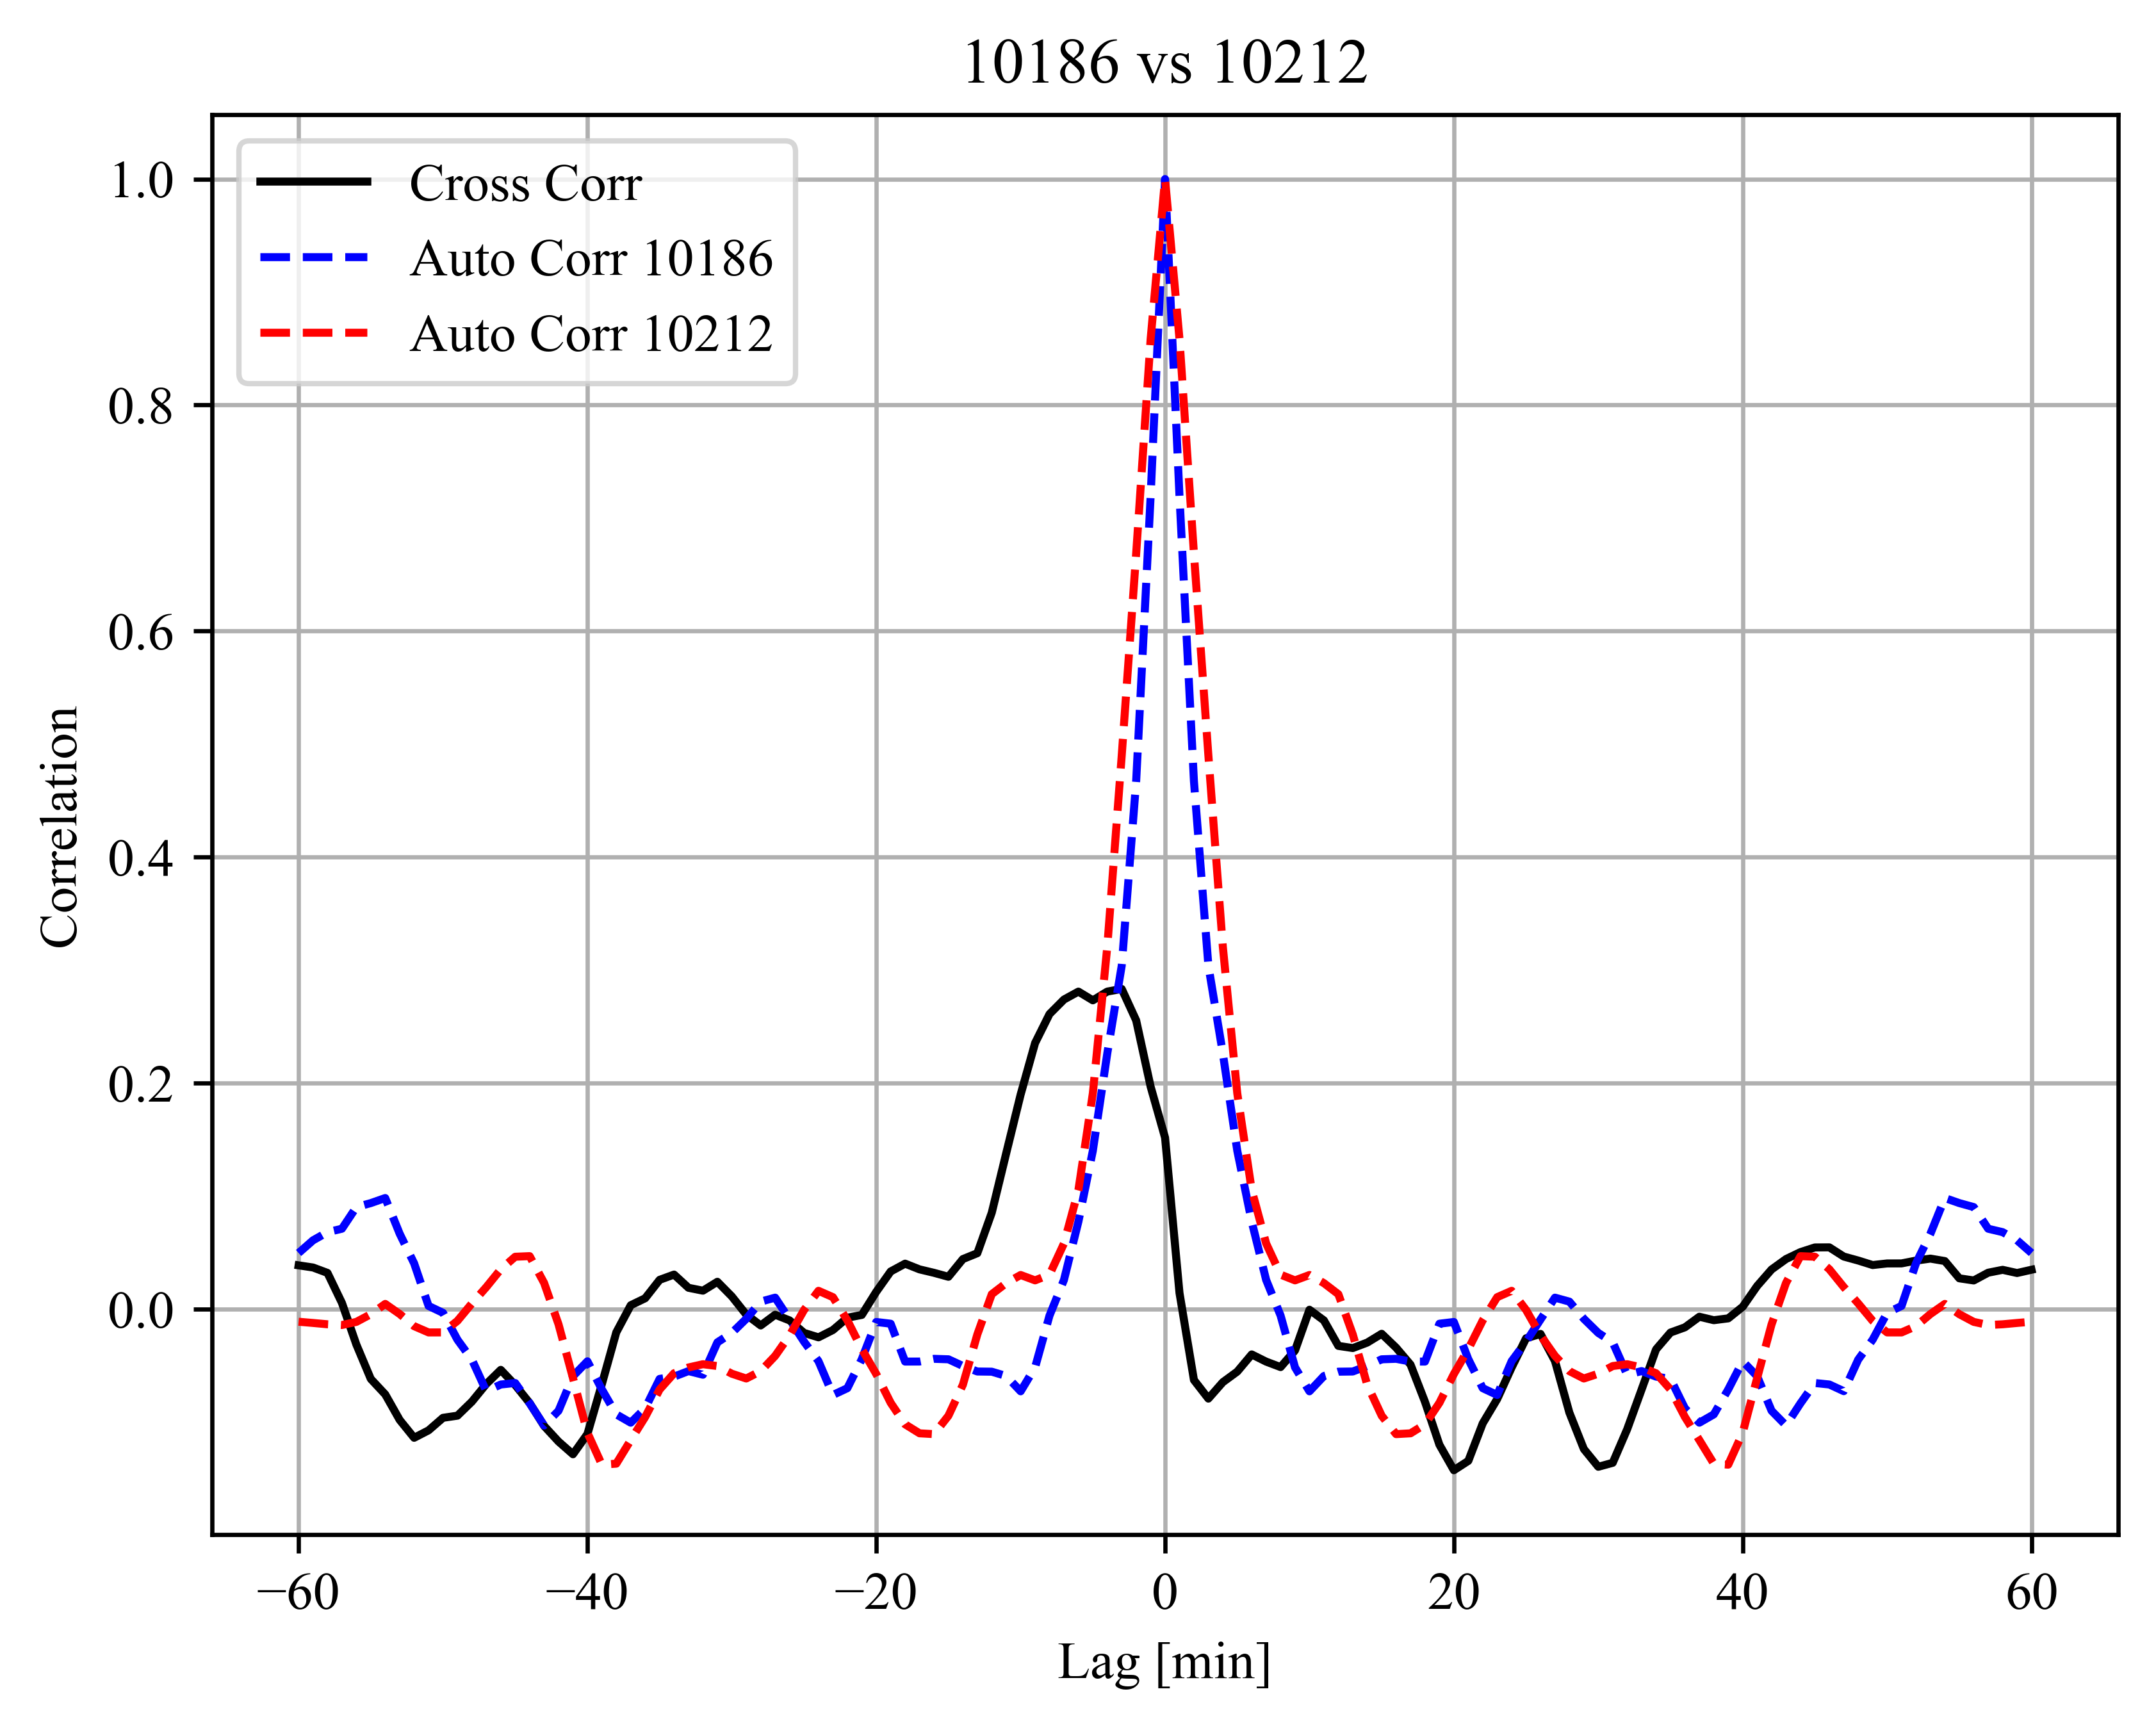 10186 vs 10212
Cross Corr
Auto Corr 10186
Auto Corr 10212
1.0
0.8
0.6
0.4
0.2
0.0
Correlation
−60 −40 −20 0 20 40 60
Lag [min]